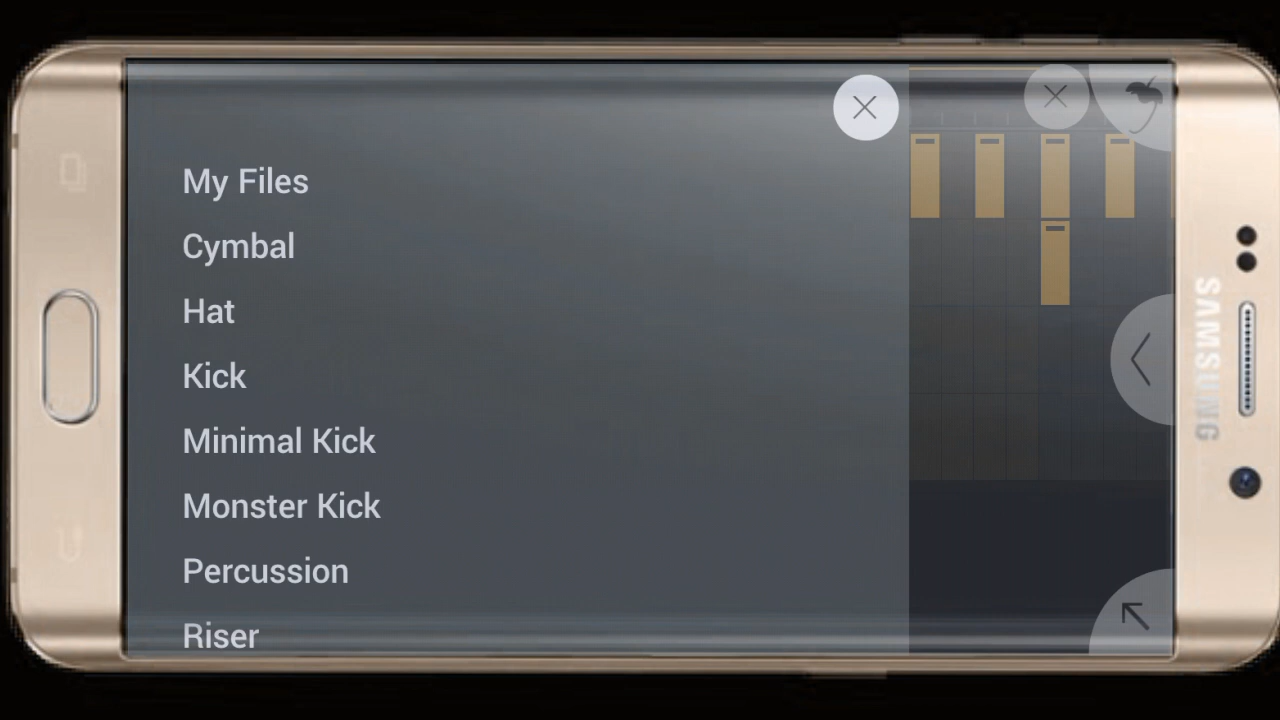 My Files
Cymbal
Hat
Kick
Minimal Kick
Monster Kick
Percussion
Riser
SAMSUNG